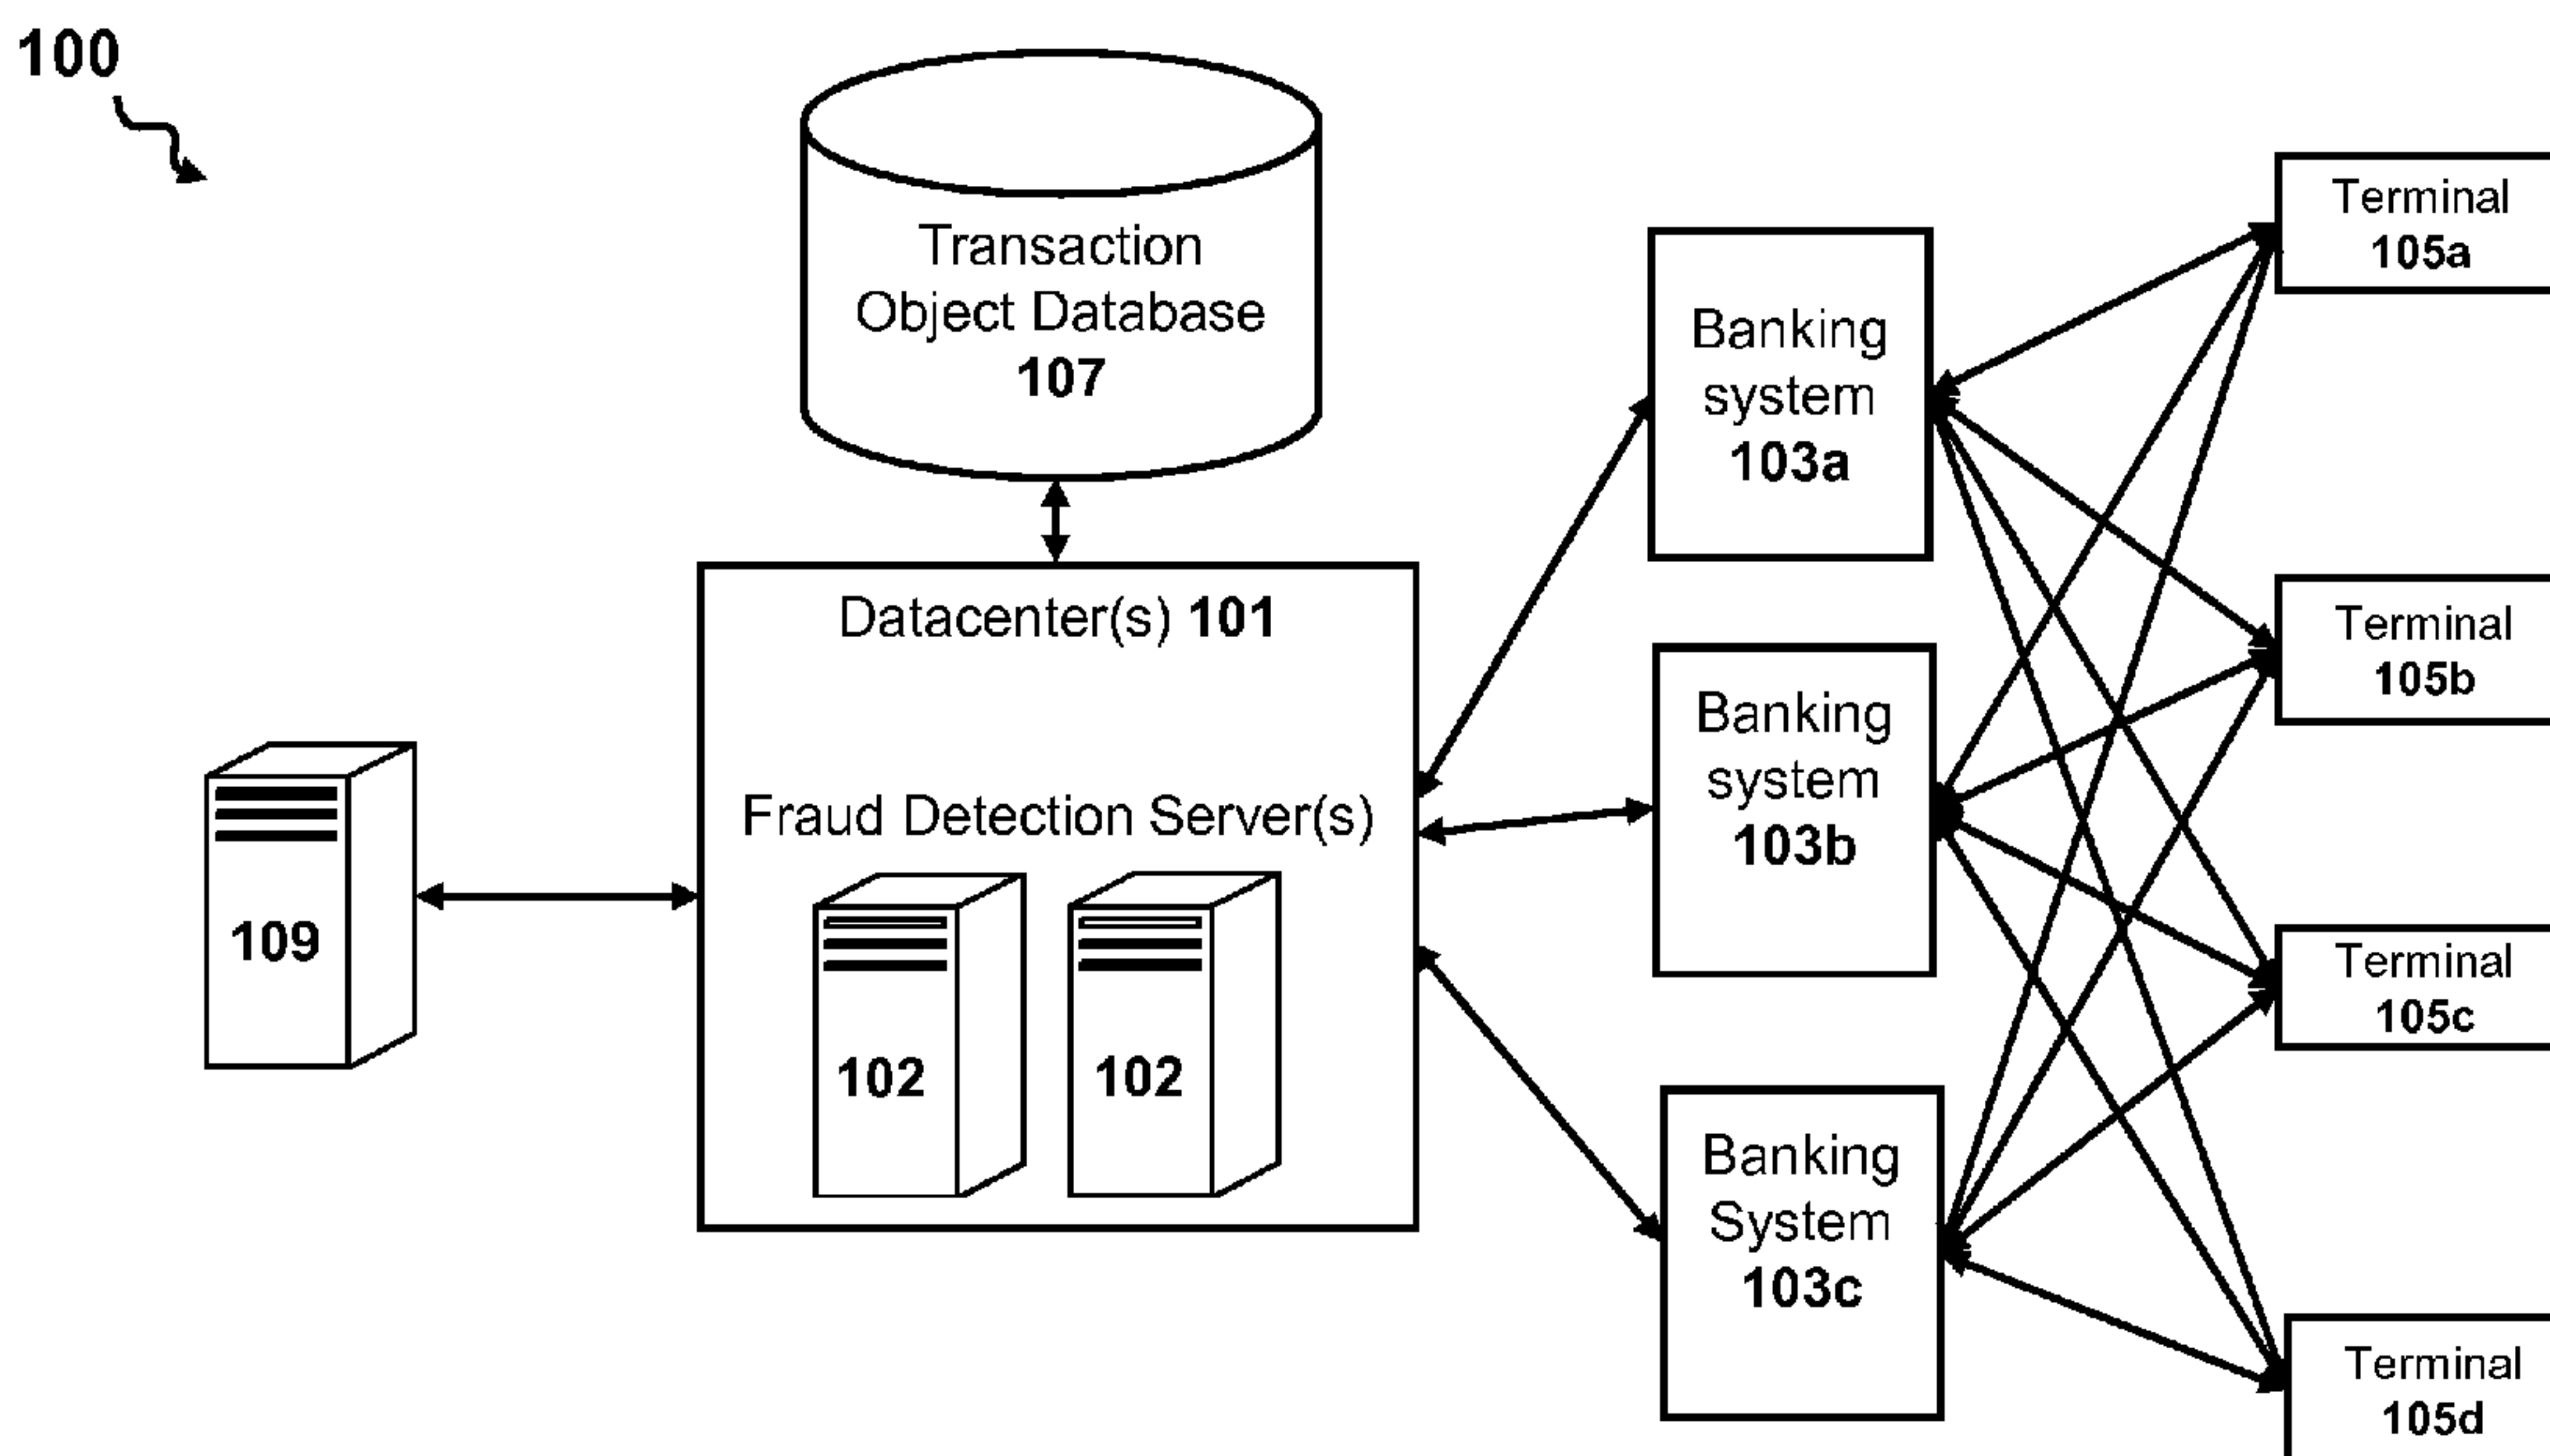 100
Transaction
Object Database
107
Datacenter(s) 101
Fraud Detection Server(s)
102
102
109
Banking
system
103a
Banking
system
103b
Banking
System
103c
Terminal
105a
Terminal
105b
Terminal
105c
Terminal
105d